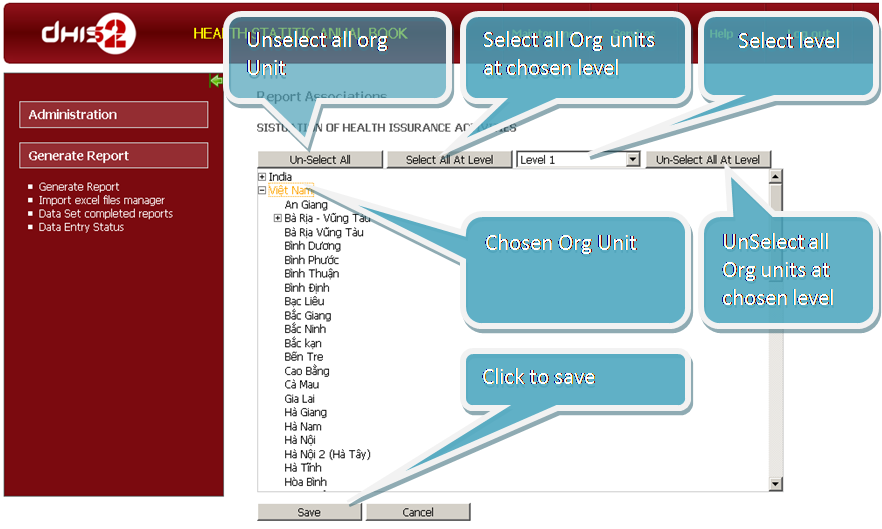 dHIS2
HEALTH STATITIC ANUAL BOOK
Maintenance
Services
Help
Log out
Unselect all org
Unit
Select all Org units
at chosen level
Select level
Report Associations
SISTUATION OF HEALTH ISSURANCE ACTIVITIES
Administration
Generate Report
Generate Report
Import excel files manager
Data Set completed reports
Data Entry Status
Un-Select All
Select All At Level
Level 1
Un-Select All At Level
India
Việt Nam
An Giang
Bà Rịa - Vũng Tàu
Bà Rịa Vũng Tàu
Bình Dương
Bình Phước
Bình Thuận
Bình Định
Bạc Liêu
Bắc Giang
Bắc Ninh
Bắc kạn
Bến Tre
Cao Bằng
Cà Mau
Gia Lai
Hà Giang
Hà Nam
Hà Nội
Hà Nội 2 (Hà Tây)
Hà Tĩnh
Hòa Bình
Chosen Org Unit
UnSelect all
Org units at
chosen level
Click to save
Save
Cancel